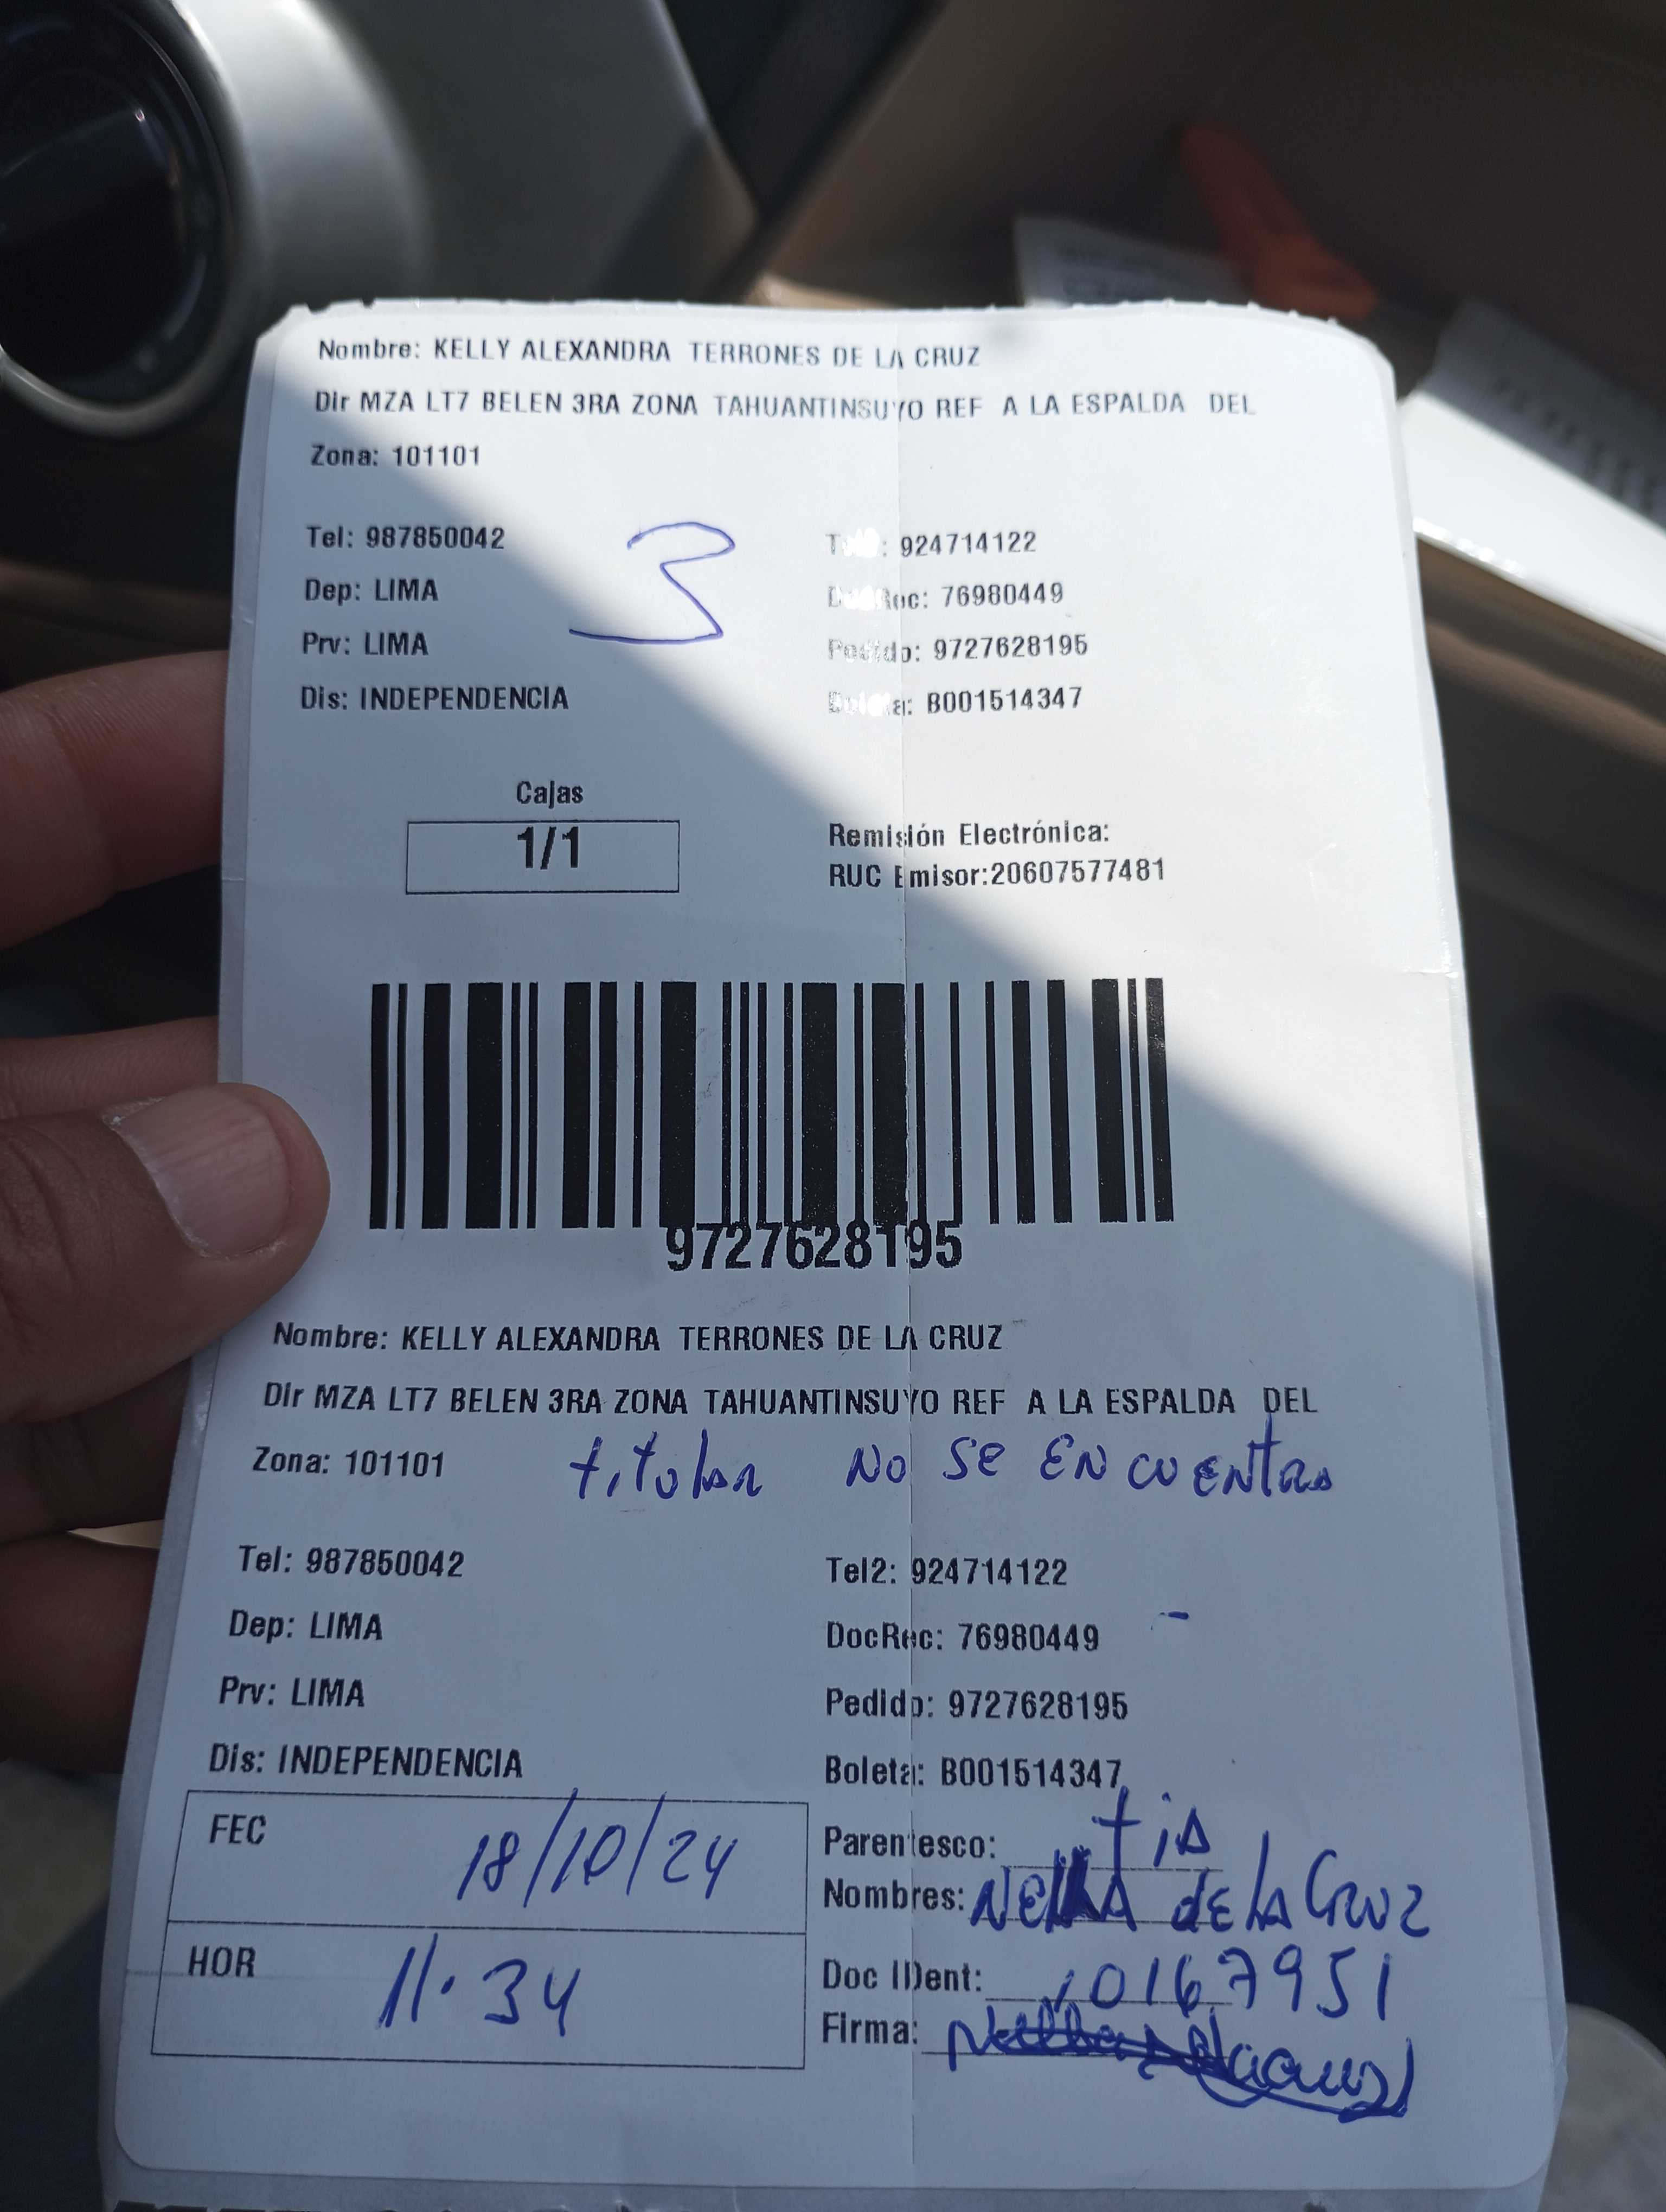 Nombre: KELLY ALEXANDRA TERRONES DE LA CRUZ
Dir MZA LT7 BELEN 3RA ZONA TAHUANTINSUYO REF A LA ESPALDA DEL
Zona: 101101
Tel: 987850042 3 924714122
Dep: LIMA 76980449
Prv: LIMA Pedido: 9727628195
Dis: INDEPENDENCIA Boleta: B001514347
Cajas
1/1
Remisión Electrónica:
RUC Emisor:20607577481
9727628195
Nombre: KELLY ALEXANDRA TERRONES DE LA CRUZ
Dir MZA LT7 BELEN 3RA ZONA TAHUANTINSUYO REF A LA ESPALDA DEL
Zona: 101101 titular NO SE ENCUENTRA
Tel: 987850042 Tel2: 924714122
Dep: LIMA DocRec: 76980449
Prv: LIMA Pedido: 9727628195
Dis: INDEPENDENCIA Boleta: B001514347
FEC 18/10/24
Parentesco: tia
Nombres: de LA Cruz
HOR 11.34
Doc IDent: 10167951
Firma: